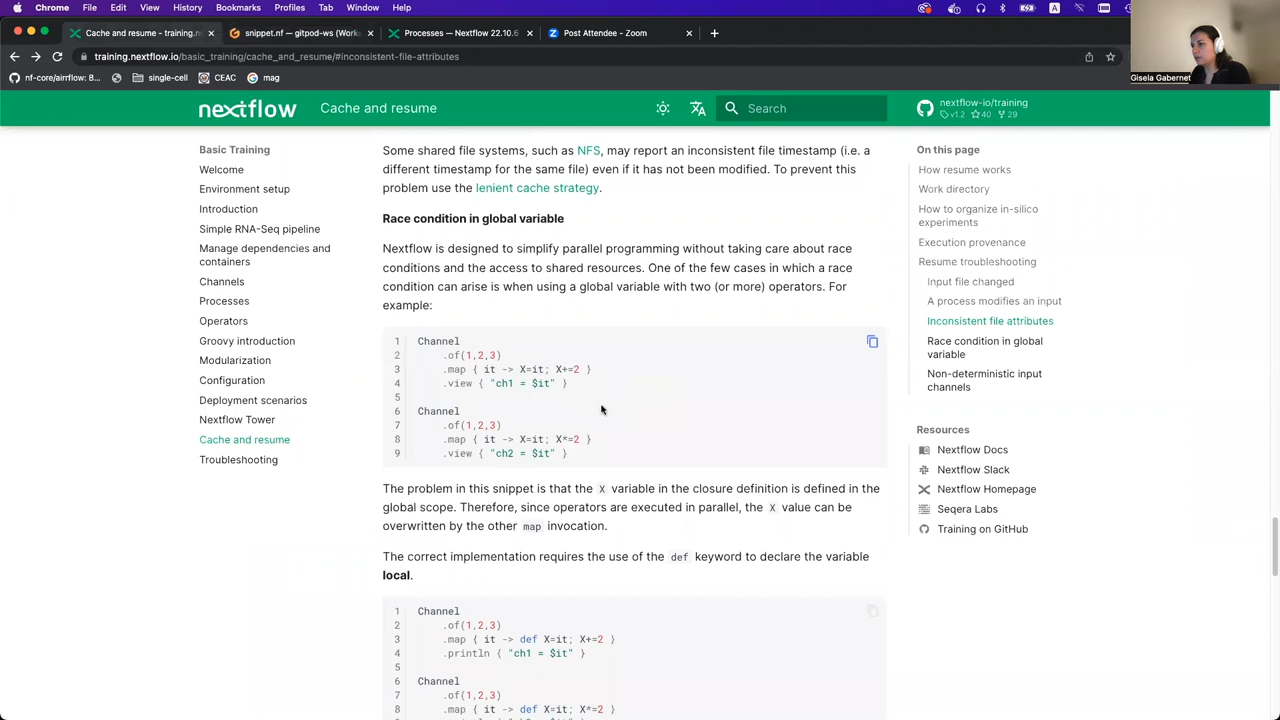 Chrome File Edit View History Bookmarks Profiles Tab Window Help
Cache and resume - training.n
snippet.nf - gitpod-ws (Work
Processes — Nextflow 22.10.6
Post Attendee - Zoom
training.nextflow.io/basic_training/cache_and_resume/#inconsistent-file-attributes
nf-core/airrflow: B...
single-cell
CEAC
mag
Gisela Gabernet
nextflow
Cache and resume
Search
nextflow-io/training
v1.2 40 29
Basic Training
Welcome
Environment setup
Introduction
Simple RNA-Seq pipeline
Manage dependencies and
containers
Channels
Processes
Operators
Groovy introduction
Modularization
Configuration
Deployment scenarios
Nextflow Tower
Cache and resume
Troubleshooting
Some shared file systems, such as NFS, may report an inconsistent file timestamp (i.e. a
different timestamp for the same file) even if it has not been modified. To prevent this
problem use the lenient cache strategy.
Race condition in global variable
Nextflow is designed to simplify parallel programming without taking care about race
conditions and the access to shared resources. One of the few cases in which a race
condition can arise is when using a global variable with two (or more) operators. For
example:
1 Channel
2 .of(1,2,3)
3 .map { it -> X=it; X+=2 }
4 .view { "ch1 = $it" }
5
6 Channel
7 .of(1,2,3)
8 .map { it -> X=it; X*=2 }
9 .view { "ch2 = $it" }
The problem in this snippet is that the X variable in the closure definition is defined in the
global scope. Therefore, since operators are executed in parallel, the X value can be
overwritten by the other map invocation.
The correct implementation requires the use of the def keyword to declare the variable
local.
1 Channel
2 .of(1,2,3)
3 .map { it -> def X=it; X+=2 }
4 .println { "ch1 = $it" }
5
6 Channel
7 .of(1,2,3)
8 .map { it -> def X=it; X*=2 }
On this page
How resume works
Work directory
How to organize in-silico
experiments
Execution provenance
Resume troubleshooting
Input file changed
A process modifies an input
Inconsistent file attributes
Race condition in global
variable
Non-deterministic input
channels
Resources
Nextflow Docs
Nextflow Slack
Nextflow Homepage
Seqera Labs
Training on GitHub